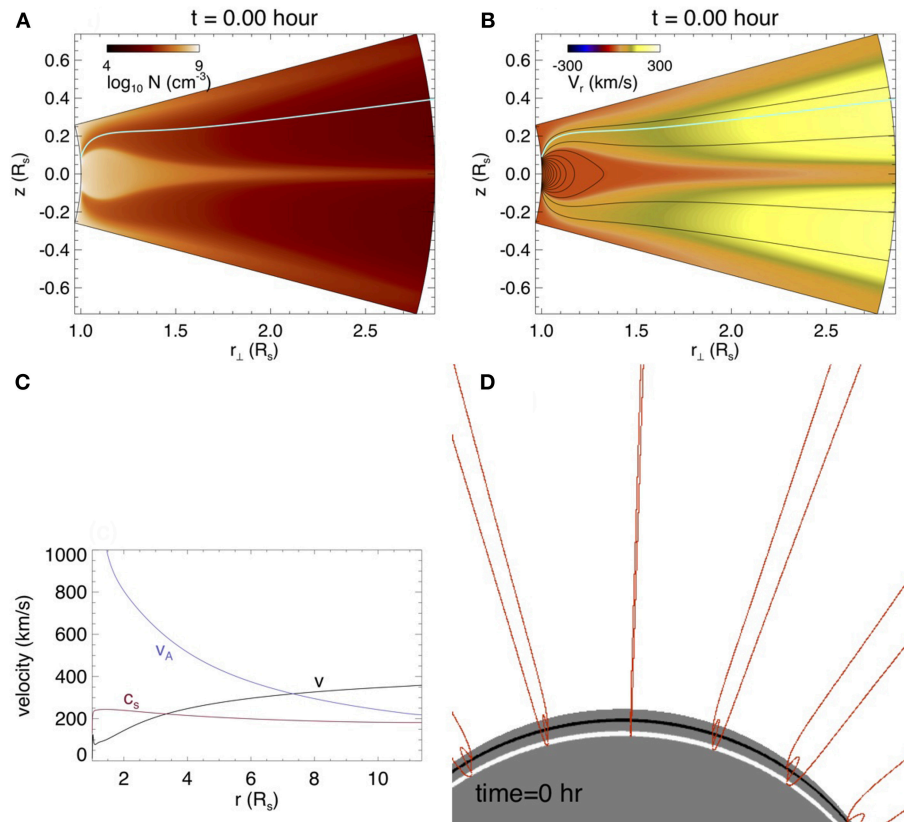 A
t = 0.00 hour
4
9
log₁₀ N (cm⁻³)
0.6
0.4
0.2
0.0
-0.2
-0.4
-0.6
z (Rₛ)
1.0
1.5
2.0
2.5
r⊥ (Rₛ)
B
t = 0.00 hour
-300
300
Vᵣ (km/s)
0.6
0.4
0.2
0.0
-0.2
-0.4
-0.6
z (Rₛ)
1.0
1.5
2.0
2.5
r⊥ (Rₛ)
C
(c)
1000
800
600
400
200
0
velocity (km/s)
v_A
v
cₛ
2
4
6
8
10
r (Rₛ)
D
time=0 hr